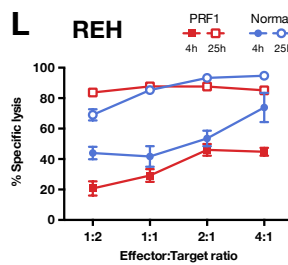 L REH
PRF1 Norma
4h 25h 4h 25
% Specific lysis
100
80
60
40
20
0
1:2 1:1 2:1 4:1
Effector:Target ratio